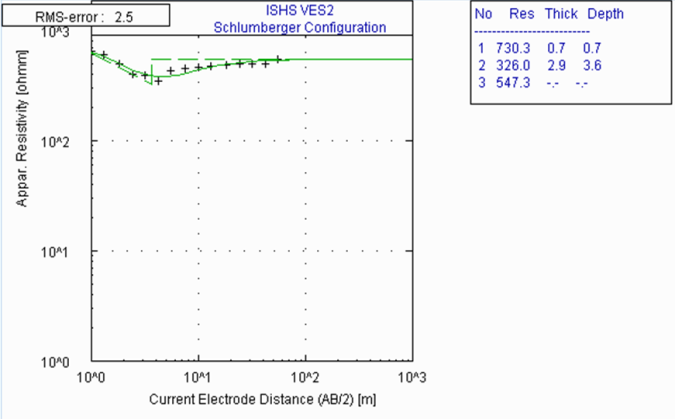 RMS-error : 2.5
ISHS VES2
Schlumberger Configuration
10^3
10^2
10^1
10^0
Appar. Resistivity [ohmm]
10^0 10^1 10^2 10^3
Current Electrode Distance (AB/2) [m]
No Res Thick Depth
--------------------------
1 730.3 0.7 0.7
2 326.0 2.9 3.6
3 547.3 -.- -.-